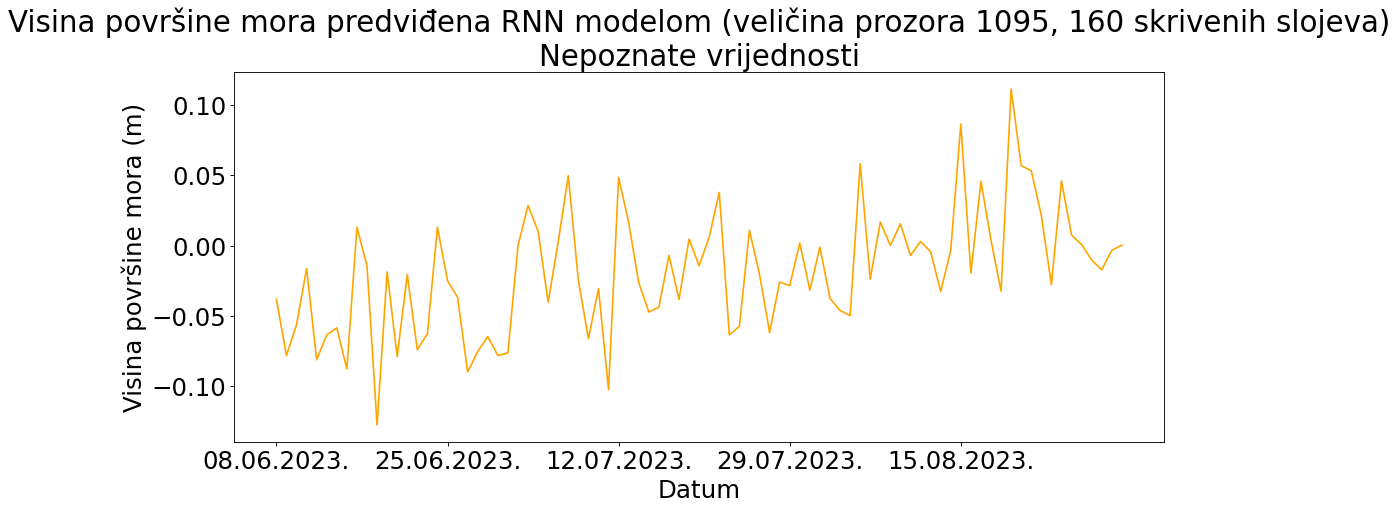 Visina površine mora predviđena RNN modelom (veličina prozora 1095, 160 skrivenih slojeva)
Nepoznate vrijednosti
Visina površine mora (m)
0.10
0.05
0.00
−0.05
−0.10
08.06.2023. 25.06.2023. 12.07.2023. 29.07.2023. 15.08.2023.
Datum